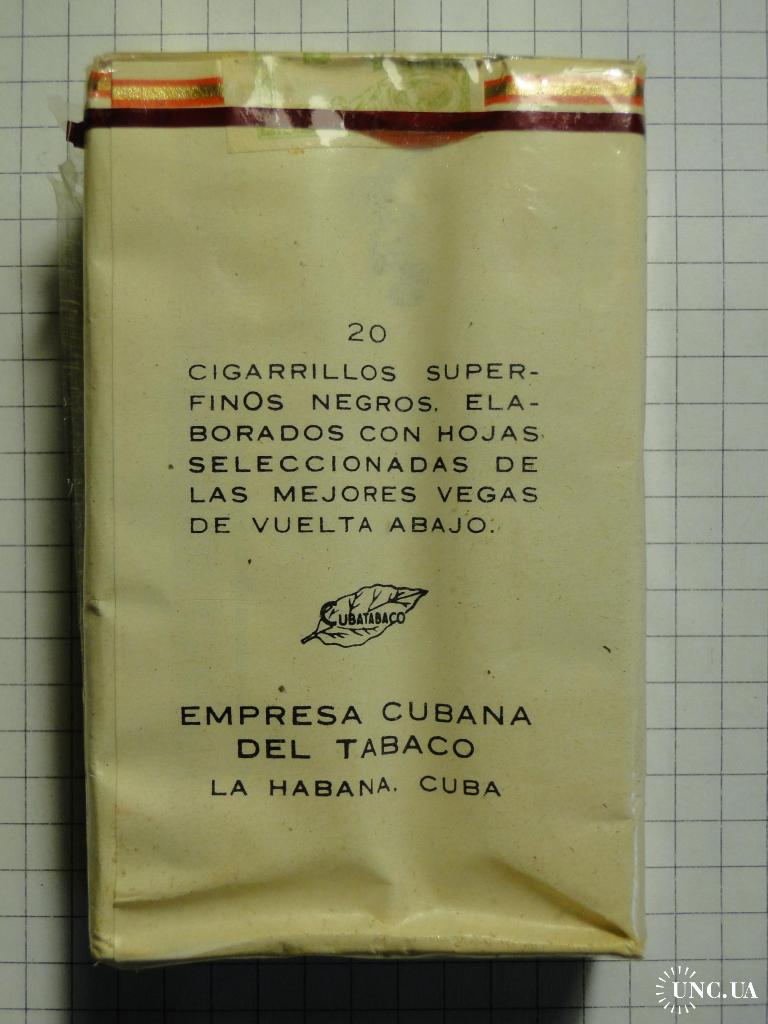 20
CIGARRILLOS SUPER-
FINOS NEGROS. ELA-
BORADOS CON HOJAS
SELECCIONADAS DE
LAS MEJORES VEGAS
DE VUELTA ABAJO.
CUBATABACO
EMPRESA CUBANA
DEL TABACO
LA HABANA. CUBA
UNC.UA